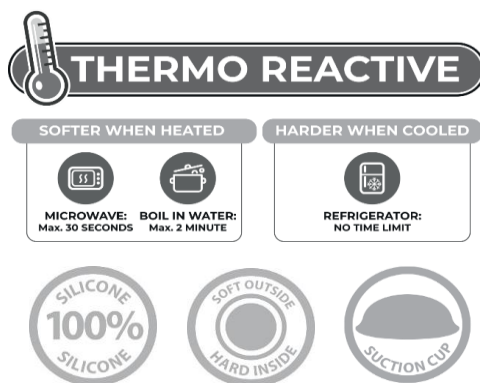 THERMO REACTIVE
SOFTER WHEN HEATED
HARDER WHEN COOLED
MICROWAVE:
Max. 30 SECONDS
BOIL IN WATER:
Max. 2 MINUTE
REFRIGERATOR:
NO TIME LIMIT
SILICONE
100%
SILICONE
SOFT OUTSIDE
HARD INSIDE
SUCTION CUP